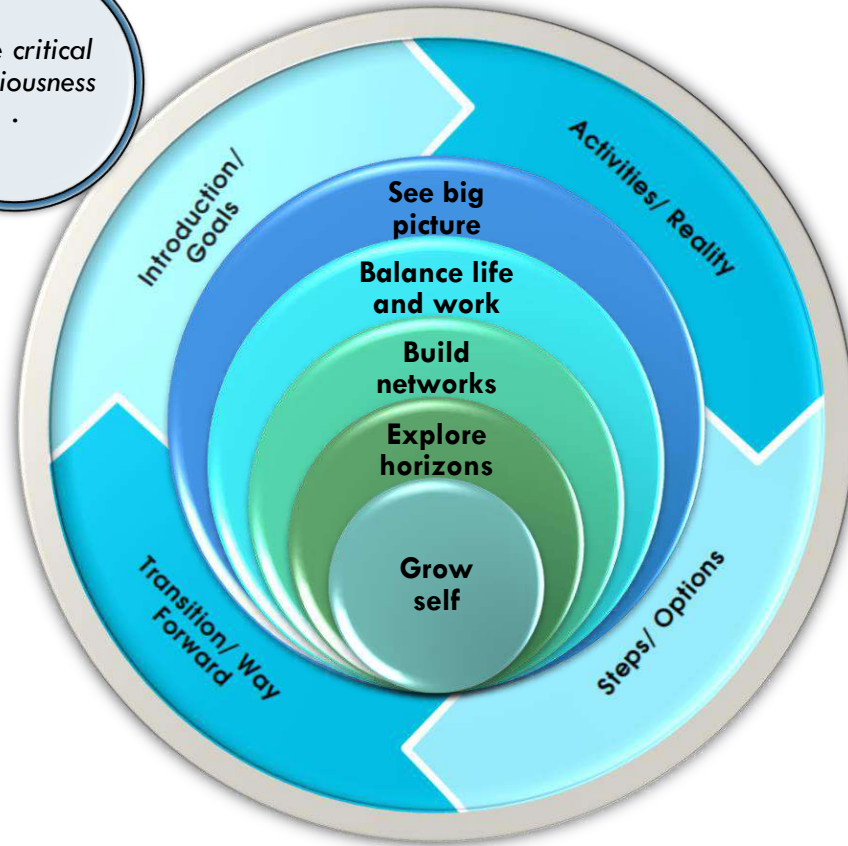 critical
.
Introduction/
Goals
Activities/ Reality
See big
picture
Balance life
and work
Build
networks
Explore
horizons
Grow
self
Transition/ Way
Forward
Steps/ Options